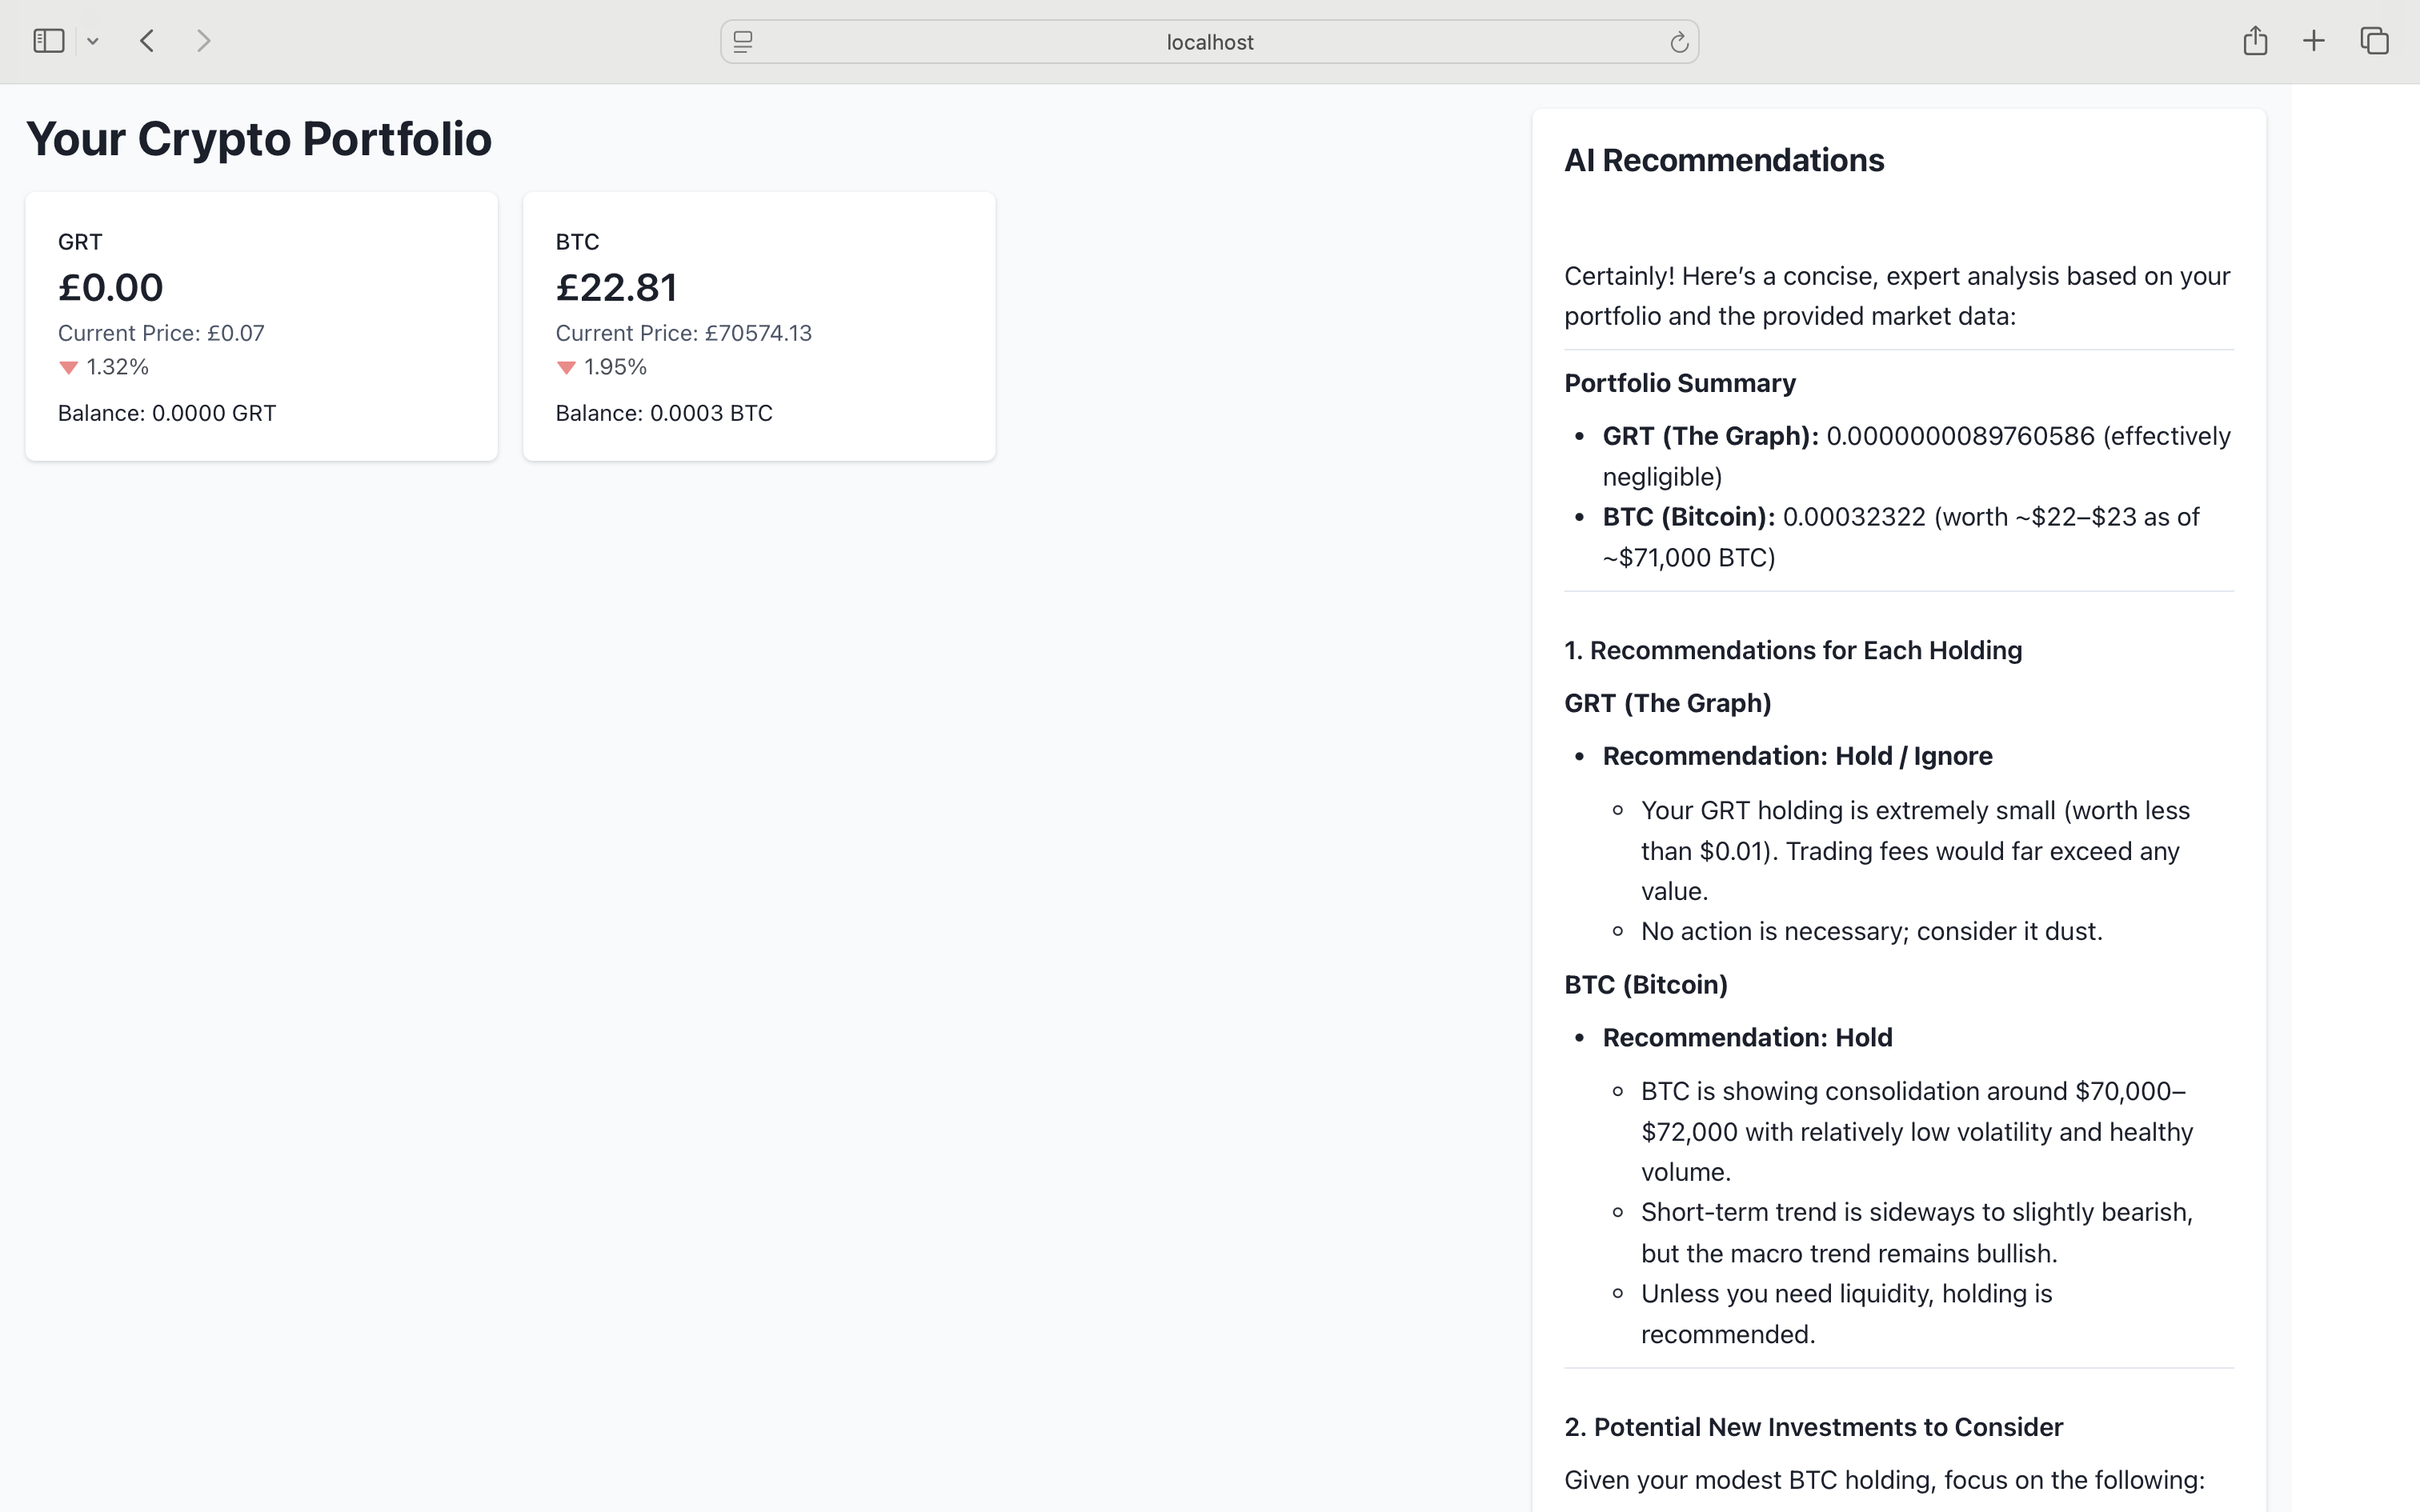 localhost
Your Crypto Portfolio
GRT
£0.00
Current Price: £0.07
1.32%
Balance: 0.0000 GRT
BTC
£22.81
Current Price: £70574.13
1.95%
Balance: 0.0003 BTC
AI Recommendations
Certainly! Here’s a concise, expert analysis based on your
portfolio and the provided market data:
Portfolio Summary
• GRT (The Graph): 0.0000000089760586 (effectively
negligible)
• BTC (Bitcoin): 0.00032322 (worth ~$22–$23 as of
~$71,000 BTC)
1. Recommendations for Each Holding
GRT (The Graph)
• Recommendation: Hold / Ignore
◦ Your GRT holding is extremely small (worth less
than $0.01). Trading fees would far exceed any
value.
◦ No action is necessary; consider it dust.
BTC (Bitcoin)
• Recommendation: Hold
◦ BTC is showing consolidation around $70,000–
$72,000 with relatively low volatility and healthy
volume.
◦ Short-term trend is sideways to slightly bearish,
but the macro trend remains bullish.
◦ Unless you need liquidity, holding is
recommended.
2. Potential New Investments to Consider
Given your modest BTC holding, focus on the following: